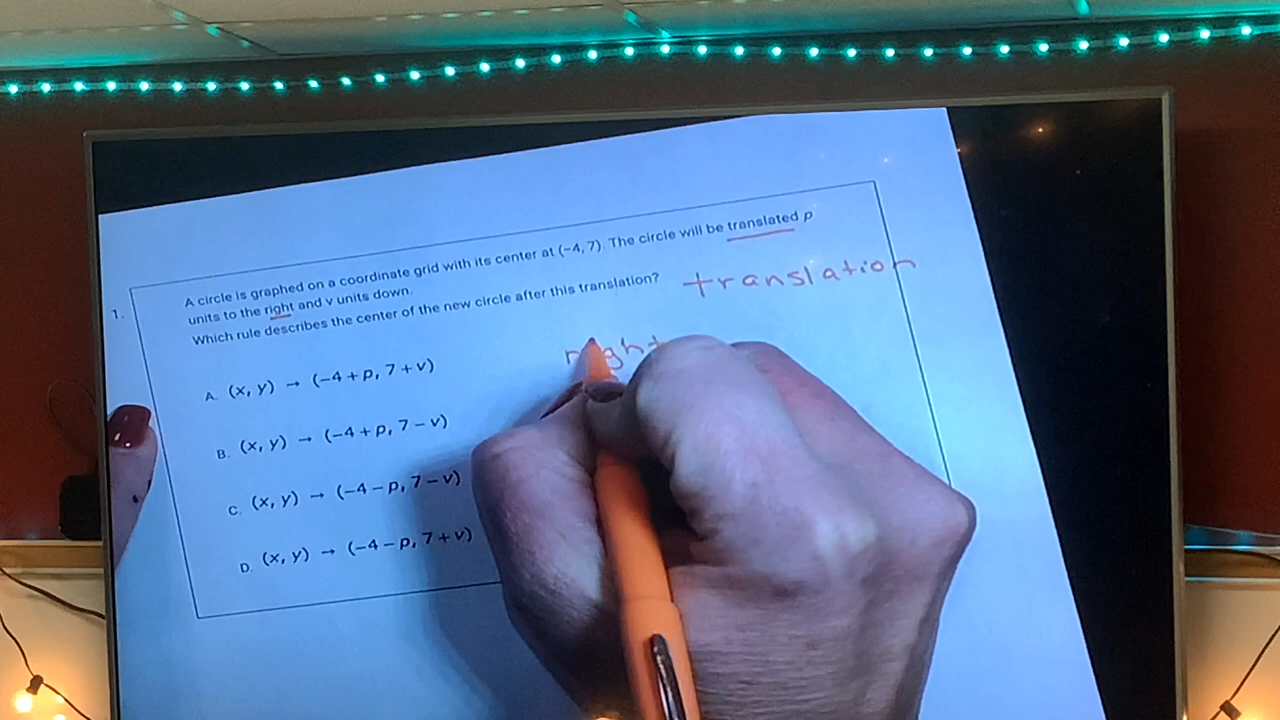 1.
A circle is graphed on a coordinate grid with its center at (−4, 7). The circle will be translated p
units to the right and v units down.
Which rule describes the center of the new circle after this translation?
translation
right
A. (x, y) → (−4 + p, 7 + v)
B. (x, y) → (−4 + p, 7 − v)
C. (x, y) → (−4 − p, 7 − v)
D. (x, y) → (−4 − p, 7 + v)